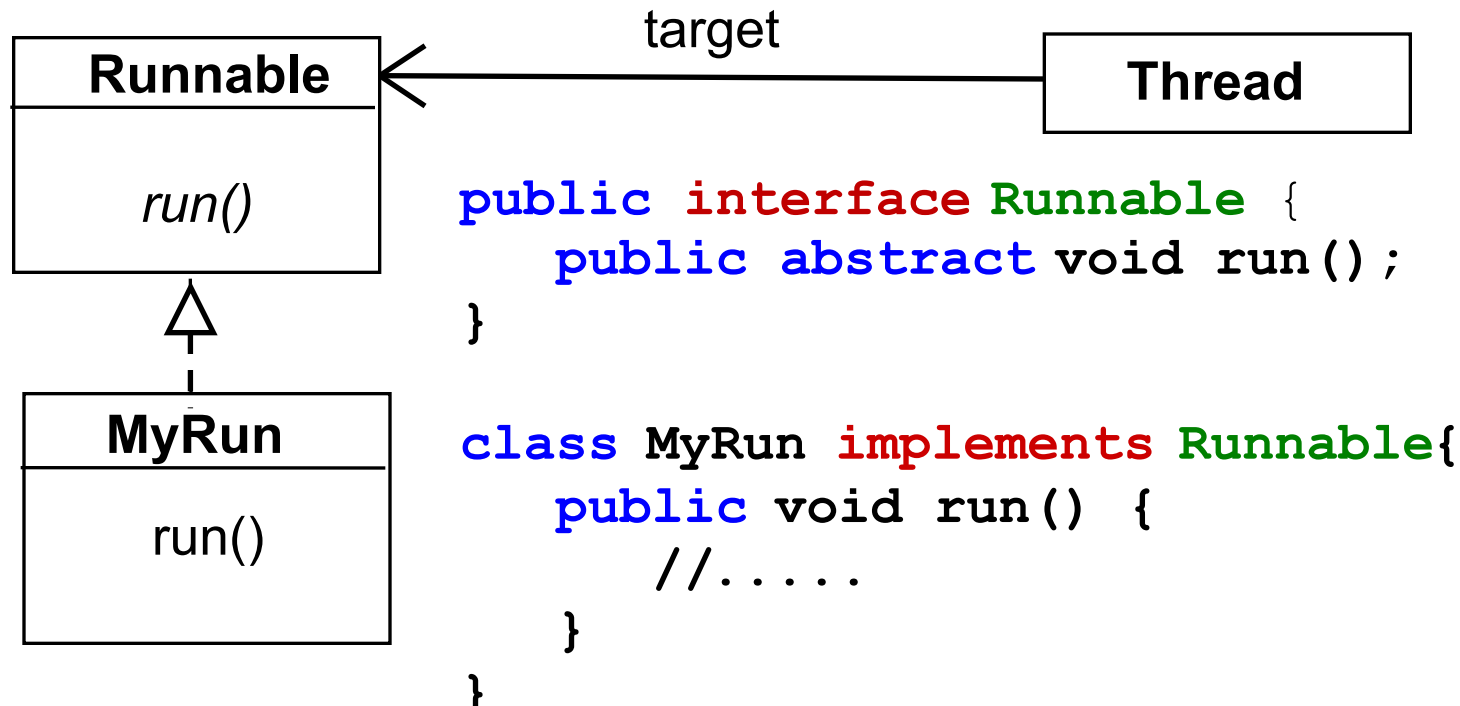 target
Runnable
Thread
run()
public interface Runnable {
public abstract void run();
}
MyRun
run()
class MyRun implements Runnable{
public void run() {
//.....
}
}